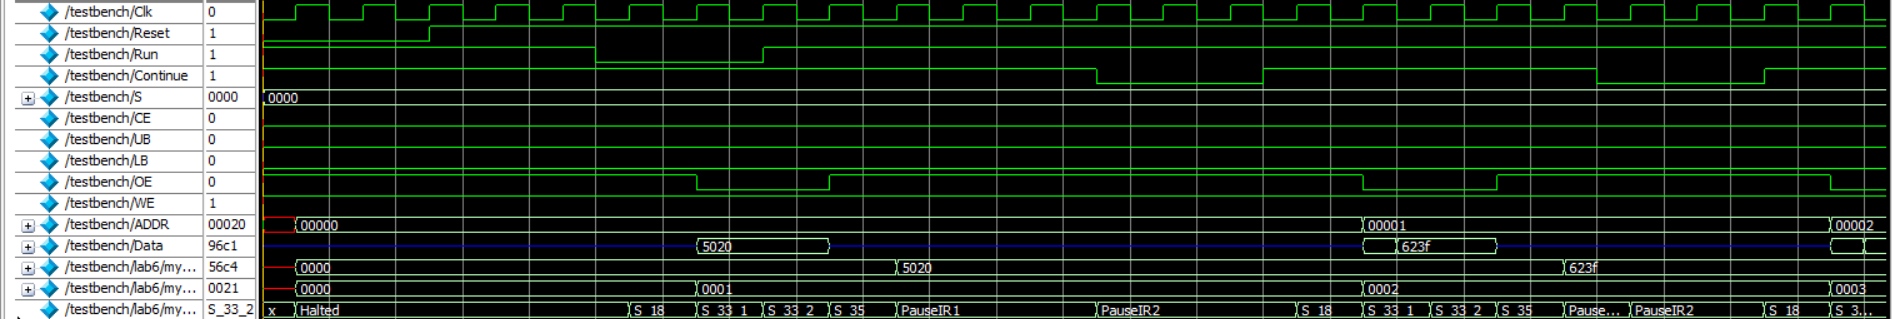 /testbench/Clk 0
/testbench/Reset 1
/testbench/Run 1
/testbench/Continue 1
/testbench/S 0000 0000
/testbench/CE 0
/testbench/UB 0
/testbench/LB 0
/testbench/OE 0
/testbench/WE 1
/testbench/ADDR 00020 00000 00001 00002
/testbench/Data 96c1 5020 623f
/testbench/lab6/my... 56c4 0000 5020 623f
/testbench/lab6/my... 0021 0000 0001 0002 0003
/testbench/lab6/my... S_33_2 x Halted S_18 S_33_1 S_33_2 S_35 PauseIR1 PauseIR2 S_18 S_33_1 S_33_2 S_35 Pause... PauseIR2 S_18 S_3...